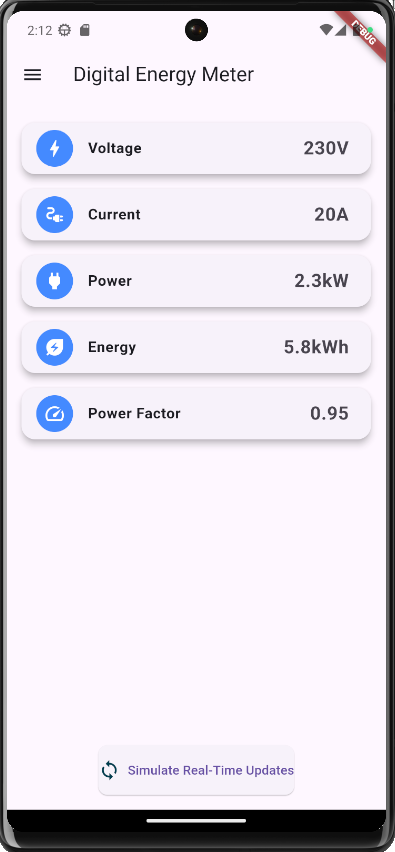 2:12
DEBUG
Digital Energy Meter
Voltage 230V
Current 20A
Power 2.3kW
Energy 5.8kWh
Power Factor 0.95
Simulate Real-Time Updates